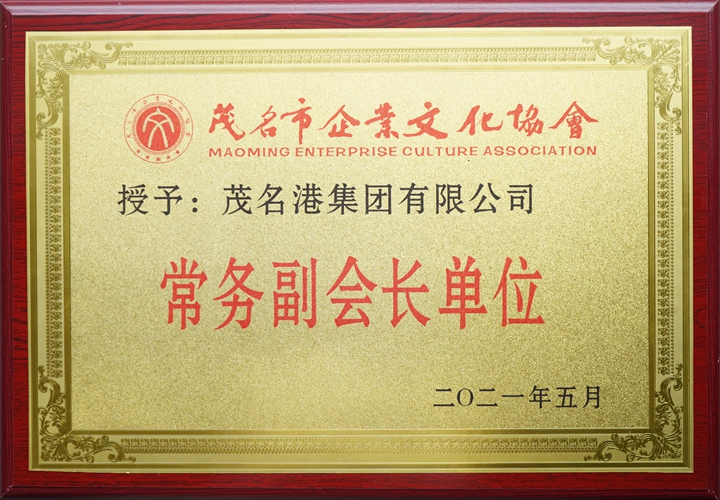 茂名市企業文化協會
MAOMING ENTERPRISE CULTURE ASSOCIATION
授予：茂名港集团有限公司
常务副会长单位
二〇二一年五月